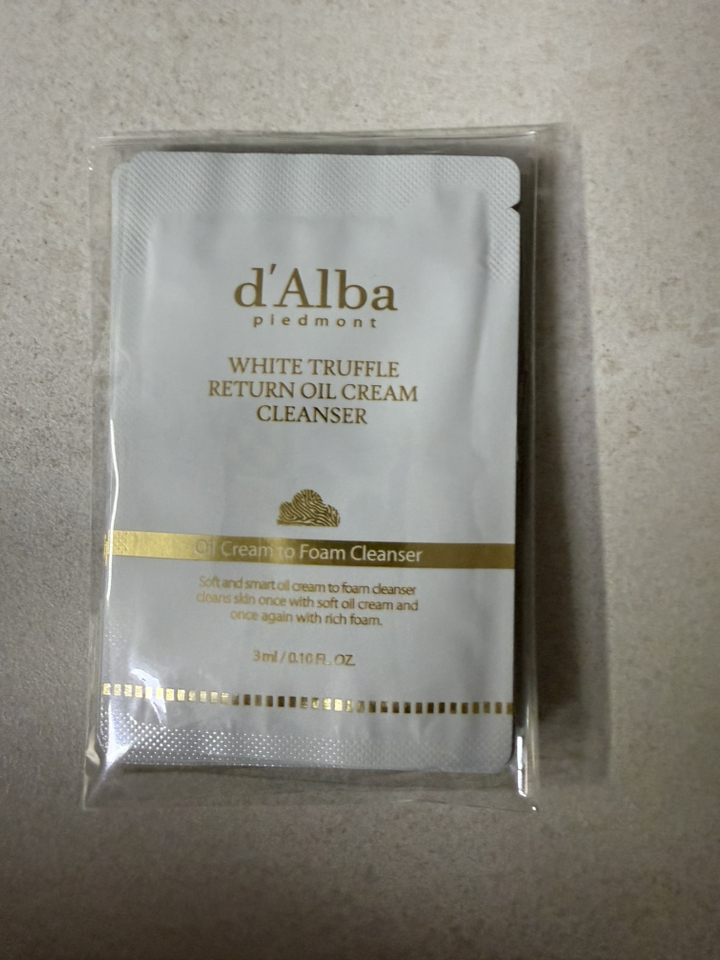 d'Alba
piedmont
WHITE TRUFFLE
RETURN OIL CREAM
CLEANSER
Oil Cream to Foam Cleanser
Soft and smart oil cream to foam cleanser
cleans skin once with soft oil cream and
once again with rich foam.
3 ml / 0.10 FL. OZ.